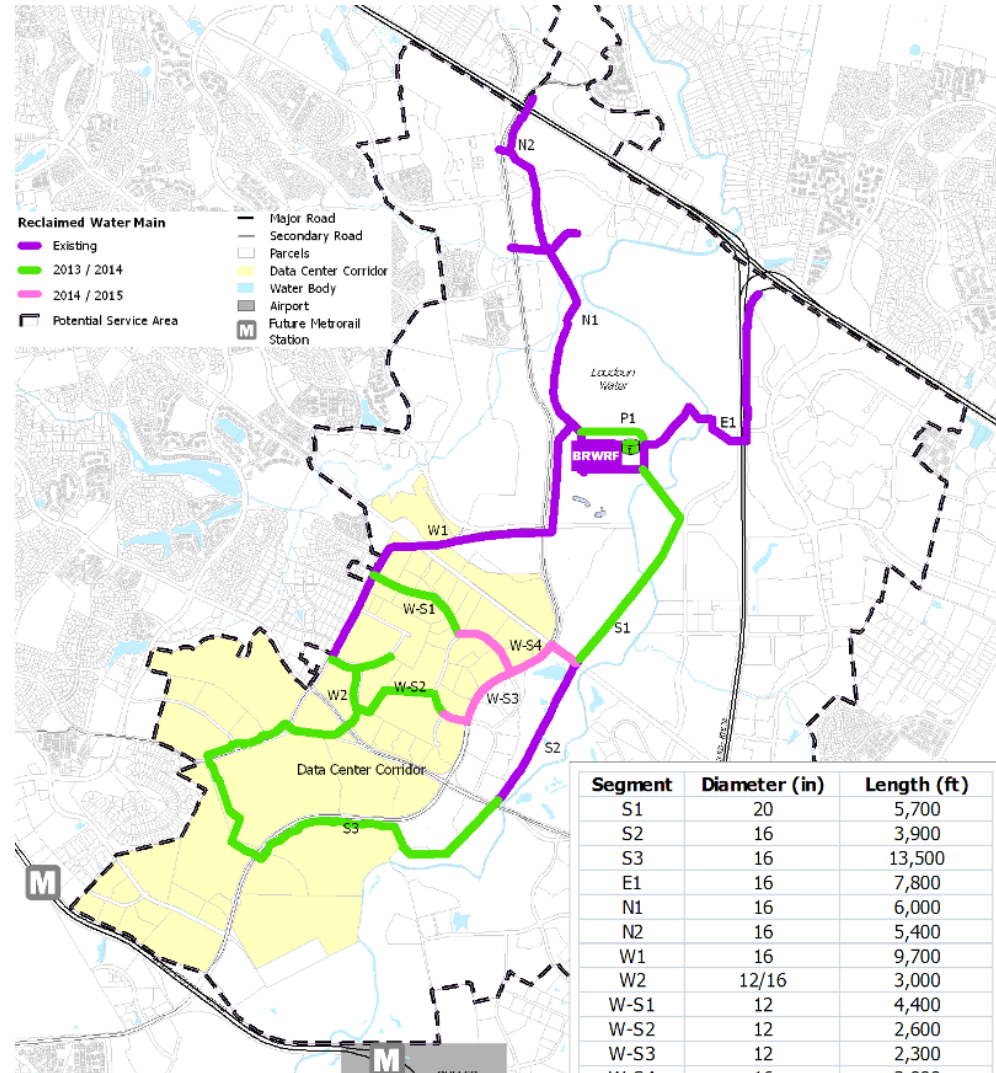 N2
Reclaimed Water Main
Existing
2013 / 2014
2014 / 2015
Potential Service Area
Major Road
Secondary Road
Parcels
Data Center Corridor
Water Body
Airport
M Future Metrorail
Station
N1
Loudoun
Water
P1
E1
BRWRF
W1
W-S1
S1
W-S4
W2
W-S2
W-S3
S2
Data Center Corridor
S3
M
M
Segment Diameter (in) Length (ft)
S1 20 5,700
S2 16 3,900
S3 16 13,500
E1 16 7,800
N1 16 6,000
N2 16 5,400
W1 16 9,700
W2 12/16 3,000
W-S1 12 4,400
W-S2 12 2,600
W-S3 12 2,300